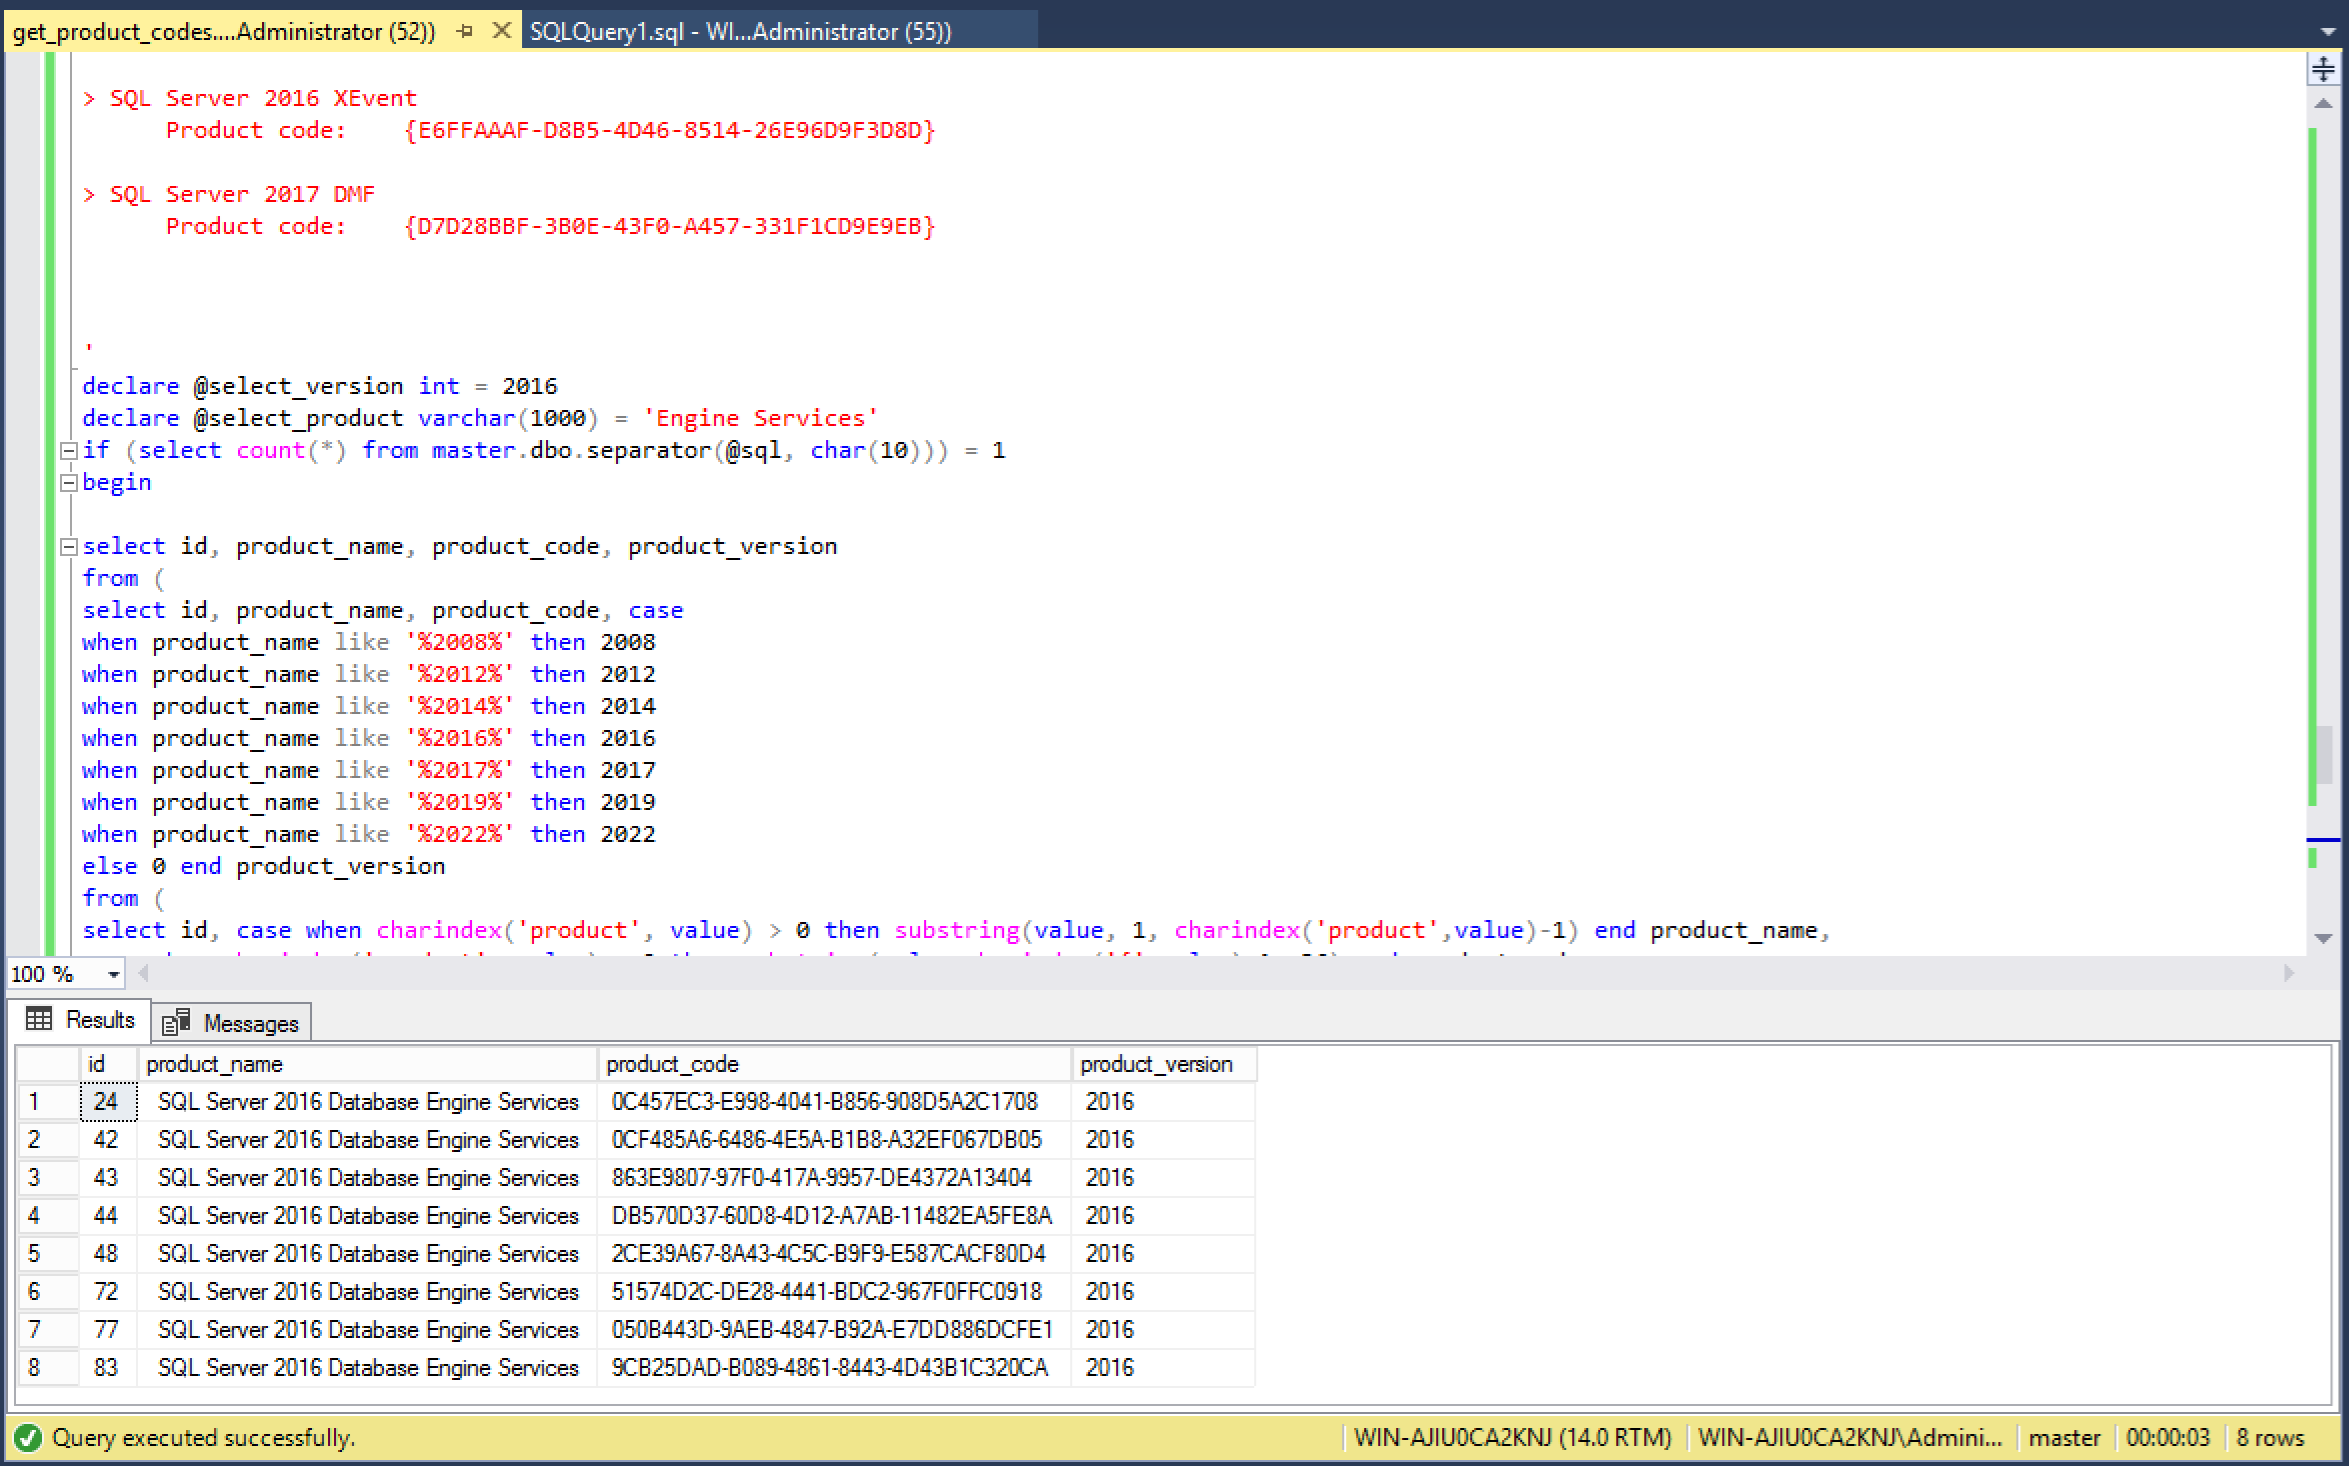 get_product_codes....Administrator (52))
SQLQuery1.sql - WI...Administrator (55))
> SQL Server 2016 XEvent
Product code: {E6FFAAAF-D8B5-4D46-8514-26E96D9F3D8D}
> SQL Server 2017 DMF
Product code: {D7D28BBF-3B0E-43F0-A457-331F1CD9E9EB}
'
declare @select_version int = 2016
declare @select_product varchar(1000) = 'Engine Services'
if (select count(*) from master.dbo.separator(@sql, char(10))) = 1
begin
select id, product_name, product_code, product_version
from (
select id, product_name, product_code, case
when product_name like '%2008%' then 2008
when product_name like '%2012%' then 2012
when product_name like '%2014%' then 2014
when product_name like '%2016%' then 2016
when product_name like '%2017%' then 2017
when product_name like '%2019%' then 2019
when product_name like '%2022%' then 2022
else 0 end product_version
from (
select id, case when charindex('product', value) > 0 then substring(value, 1, charindex('product',value)-1) end product_name,
100 %
Results
Messages
id product_name product_code product_version
1 24 SQL Server 2016 Database Engine Services 0C457EC3-E998-4041-B856-908D5A2C1708 2016
2 42 SQL Server 2016 Database Engine Services 0CF485A6-6486-4E5A-B1B8-A32EF067DB05 2016
3 43 SQL Server 2016 Database Engine Services 863E9807-97F0-417A-9957-DE4372A13404 2016
4 44 SQL Server 2016 Database Engine Services DB570D37-60D8-4D12-A7AB-11482EA5FE8A 2016
5 48 SQL Server 2016 Database Engine Services 2CE39A67-8A43-4C5C-B9F9-E587CACF80D4 2016
6 72 SQL Server 2016 Database Engine Services 51574D2C-DE28-4441-BDC2-967F0FFC0918 2016
7 77 SQL Server 2016 Database Engine Services 050B443D-9AEB-4847-B92A-E7DD886DCFE1 2016
8 83 SQL Server 2016 Database Engine Services 9CB25DAD-B089-4861-8443-4D43B1C320CA 2016
Query executed successfully.
WIN-AJIU0CA2KNJ (14.0 RTM)
WIN-AJIU0CA2KNJ\Admini...
master
00:00:03
8 rows